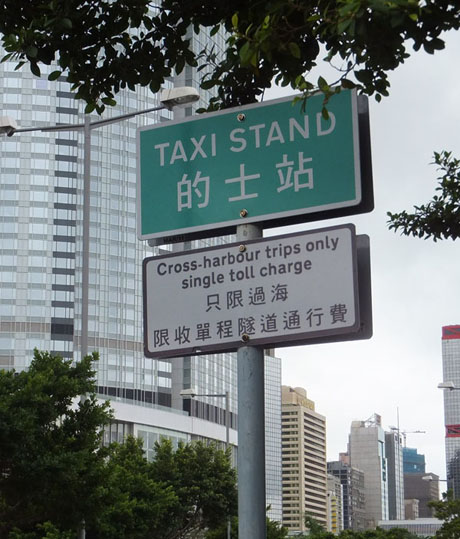 TAXI STAND
的士站
Cross-harbour trips only
single toll charge
只限過海
限收單程隧道通行費